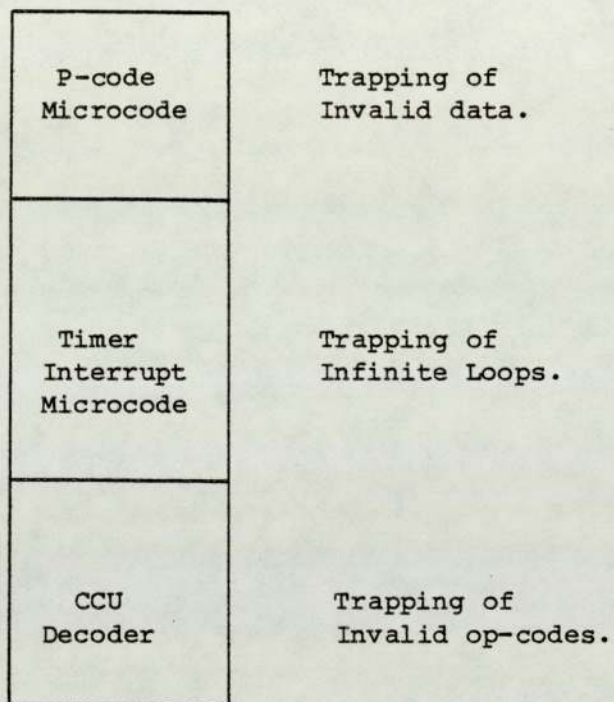 P-code
Microcode
Trapping of
Invalid data.
Timer
Interrupt
Microcode
Trapping of
Infinite Loops.
CCU
Decoder
Trapping of
Invalid op-codes.